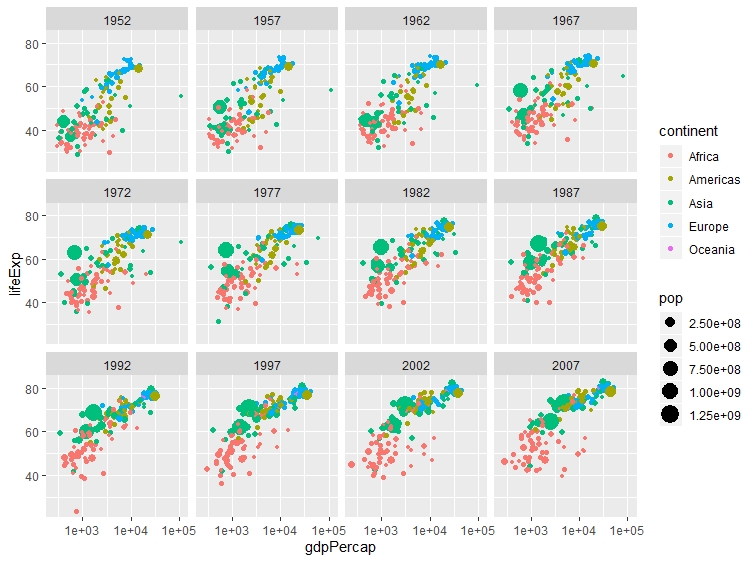 1952 1957 1962 1967
80
60
40
1972 1977 1982 1987
80
60
40
1992 1997 2002 2007
80
60
40
1e+03 1e+04 1e+05 1e+03 1e+04 1e+05 1e+03 1e+04 1e+05 1e+03 1e+04 1e+05
gdpPercap
lifeExp
continent
Africa
Americas
Asia
Europe
Oceania
pop
2.50e+08
5.00e+08
7.50e+08
1.00e+09
1.25e+09